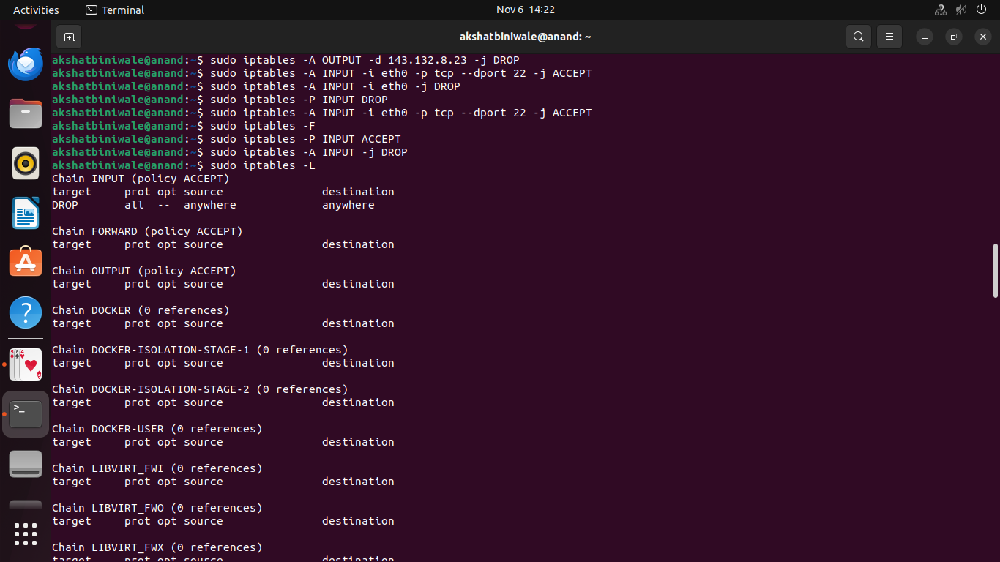 Activities
Terminal
Nov 6 14:22
akshatbiniwale@anand: ~
akshatbiniwale@anand:~$ sudo iptables -A OUTPUT -d 143.132.8.23 -j DROP
akshatbiniwale@anand:~$ sudo iptables -A INPUT -i eth0 -p tcp --dport 22 -j ACCEPT
akshatbiniwale@anand:~$ sudo iptables -A INPUT -i eth0 -j DROP
akshatbiniwale@anand:~$ sudo iptables -P INPUT DROP
akshatbiniwale@anand:~$ sudo iptables -A INPUT -i eth0 -p tcp --dport 22 -j ACCEPT
akshatbiniwale@anand:~$ sudo iptables -F
akshatbiniwale@anand:~$ sudo iptables -P INPUT ACCEPT
akshatbiniwale@anand:~$ sudo iptables -A INPUT -j DROP
akshatbiniwale@anand:~$ sudo iptables -L
Chain INPUT (policy ACCEPT)
target     prot opt source               destination
DROP       all  --  anywhere             anywhere

Chain FORWARD (policy ACCEPT)
target     prot opt source               destination

Chain OUTPUT (policy ACCEPT)
target     prot opt source               destination

Chain DOCKER (0 references)
target     prot opt source               destination

Chain DOCKER-ISOLATION-STAGE-1 (0 references)
target     prot opt source               destination

Chain DOCKER-ISOLATION-STAGE-2 (0 references)
target     prot opt source               destination

Chain DOCKER-USER (0 references)
target     prot opt source               destination

Chain LIBVIRT_FWI (0 references)
target     prot opt source               destination

Chain LIBVIRT_FWO (0 references)
target     prot opt source               destination

Chain LIBVIRT_FWX (0 references)
target     prot opt source               destination